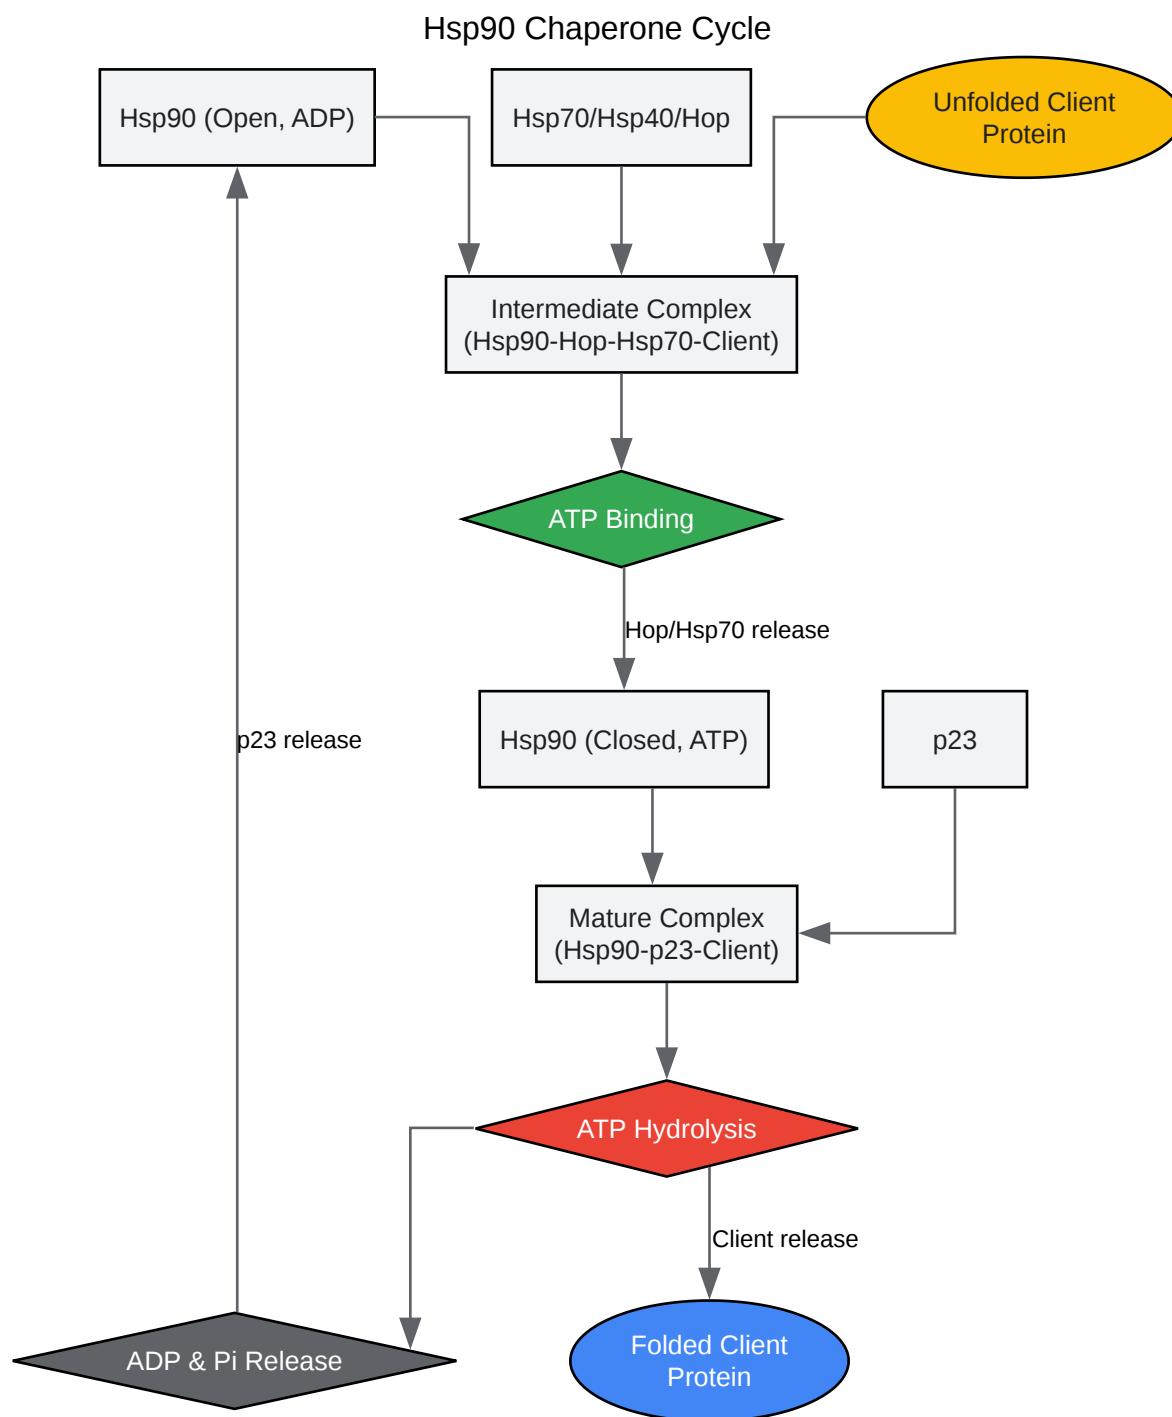 Hsp90 Chaperone Cycle
Hsp90 (Open, ADP)
Hsp70/Hsp40/Hop
Unfolded Client
Protein
Intermediate Complex
(Hsp90-Hop-Hsp70-Client)
ATP Binding
Hop/Hsp70 release
Hsp90 (Closed, ATP)
p23
p23 release
Mature Complex
(Hsp90-p23-Client)
ATP Hydrolysis
Client release
ADP & Pi Release
Folded Client
Protein